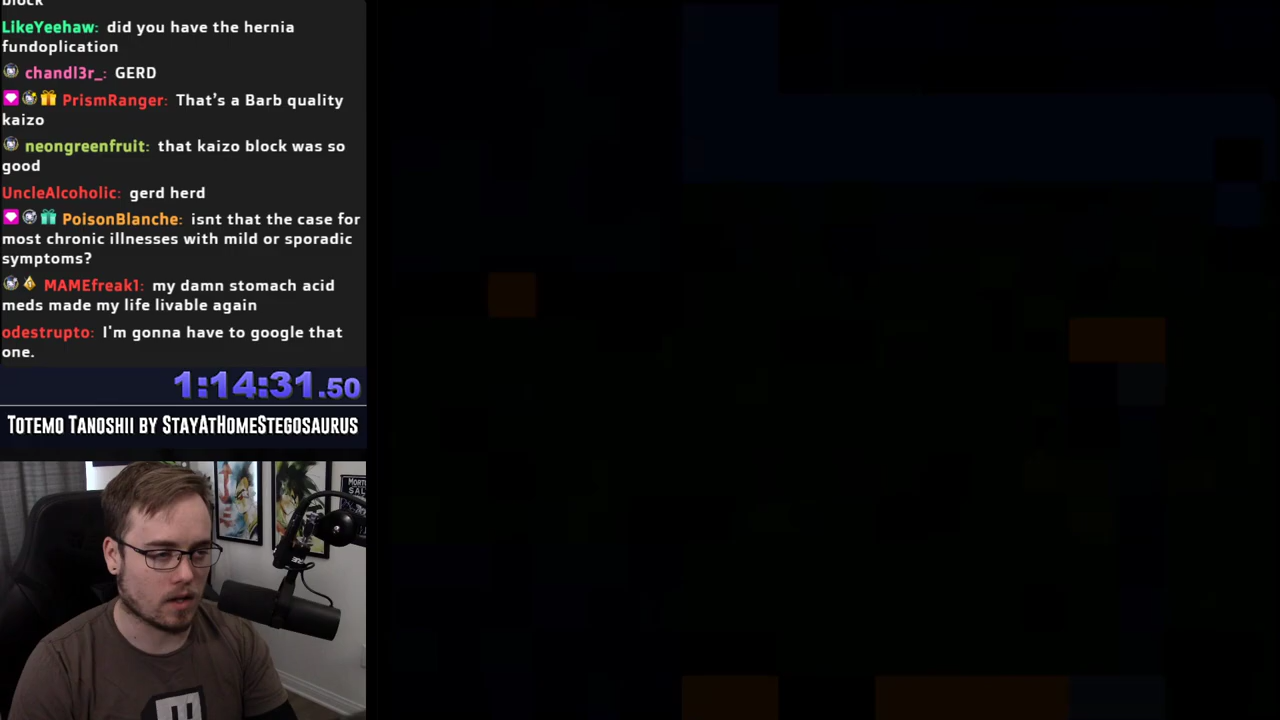 block
LikeYeehaw: did you have the hernia
fundoplication
chandl3r_: GERD
PrismRanger: That's a Barb quality
kaizo
neongreenfruit: that kaizo block was so
good
UncleAlcoholic: gerd herd
PoisonBlanche: isnt that the case for
most chronic illnesses with mild or sporadic
symptoms?
MAMEfreak1: my damn stomach acid
meds made my life livable again
odestrupto: I'm gonna have to google that
one.
1:14:31.50
Totemo Tanoshii by StayAtHomeStegosaurus